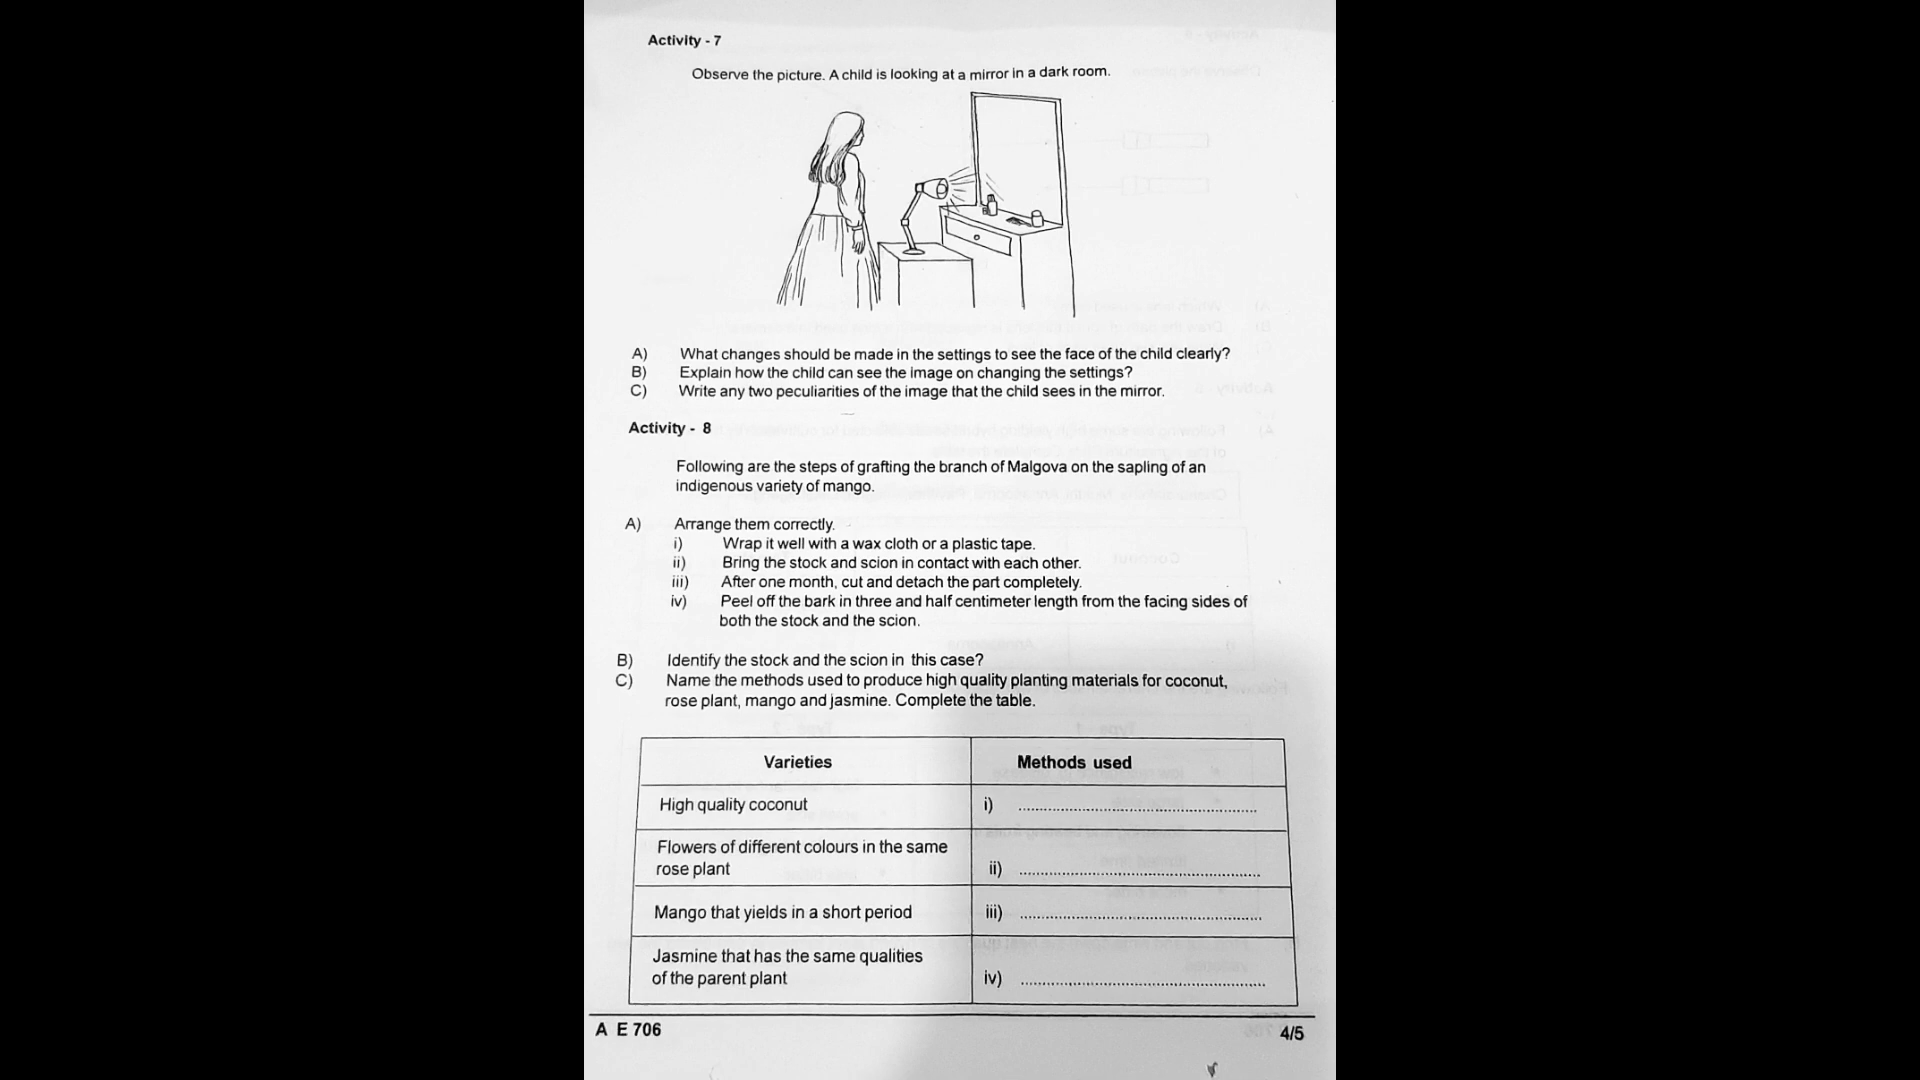 Activity - 7
Observe the picture. A child is looking at a mirror in a dark room.
A) What changes should be made in the settings to see the face of the child clearly?
B) Explain how the child can see the image on changing the settings?
C) Write any two peculiarities of the image that the child sees in the mirror.
Activity - 8
Following are the steps of grafting the branch of Malgova on the sapling of an
indigenous variety of mango.
A) Arrange them correctly.
i) Wrap it well with a wax cloth or a plastic tape.
ii) Bring the stock and scion in contact with each other.
iii) After one month, cut and detach the part completely.
iv) Peel off the bark in three and half centimeter length from the facing sides of
both the stock and the scion.
B) Identify the stock and the scion in this case?
C) Name the methods used to produce high quality planting materials for coconut,
rose plant, mango and jasmine. Complete the table.
Varieties Methods used
High quality coconut i) ................................................
Flowers of different colours in the same
rose plant ii) ................................................
Mango that yields in a short period iii) ................................................
Jasmine that has the same qualities
of the parent plant iv) ................................................
A E 706 4/5